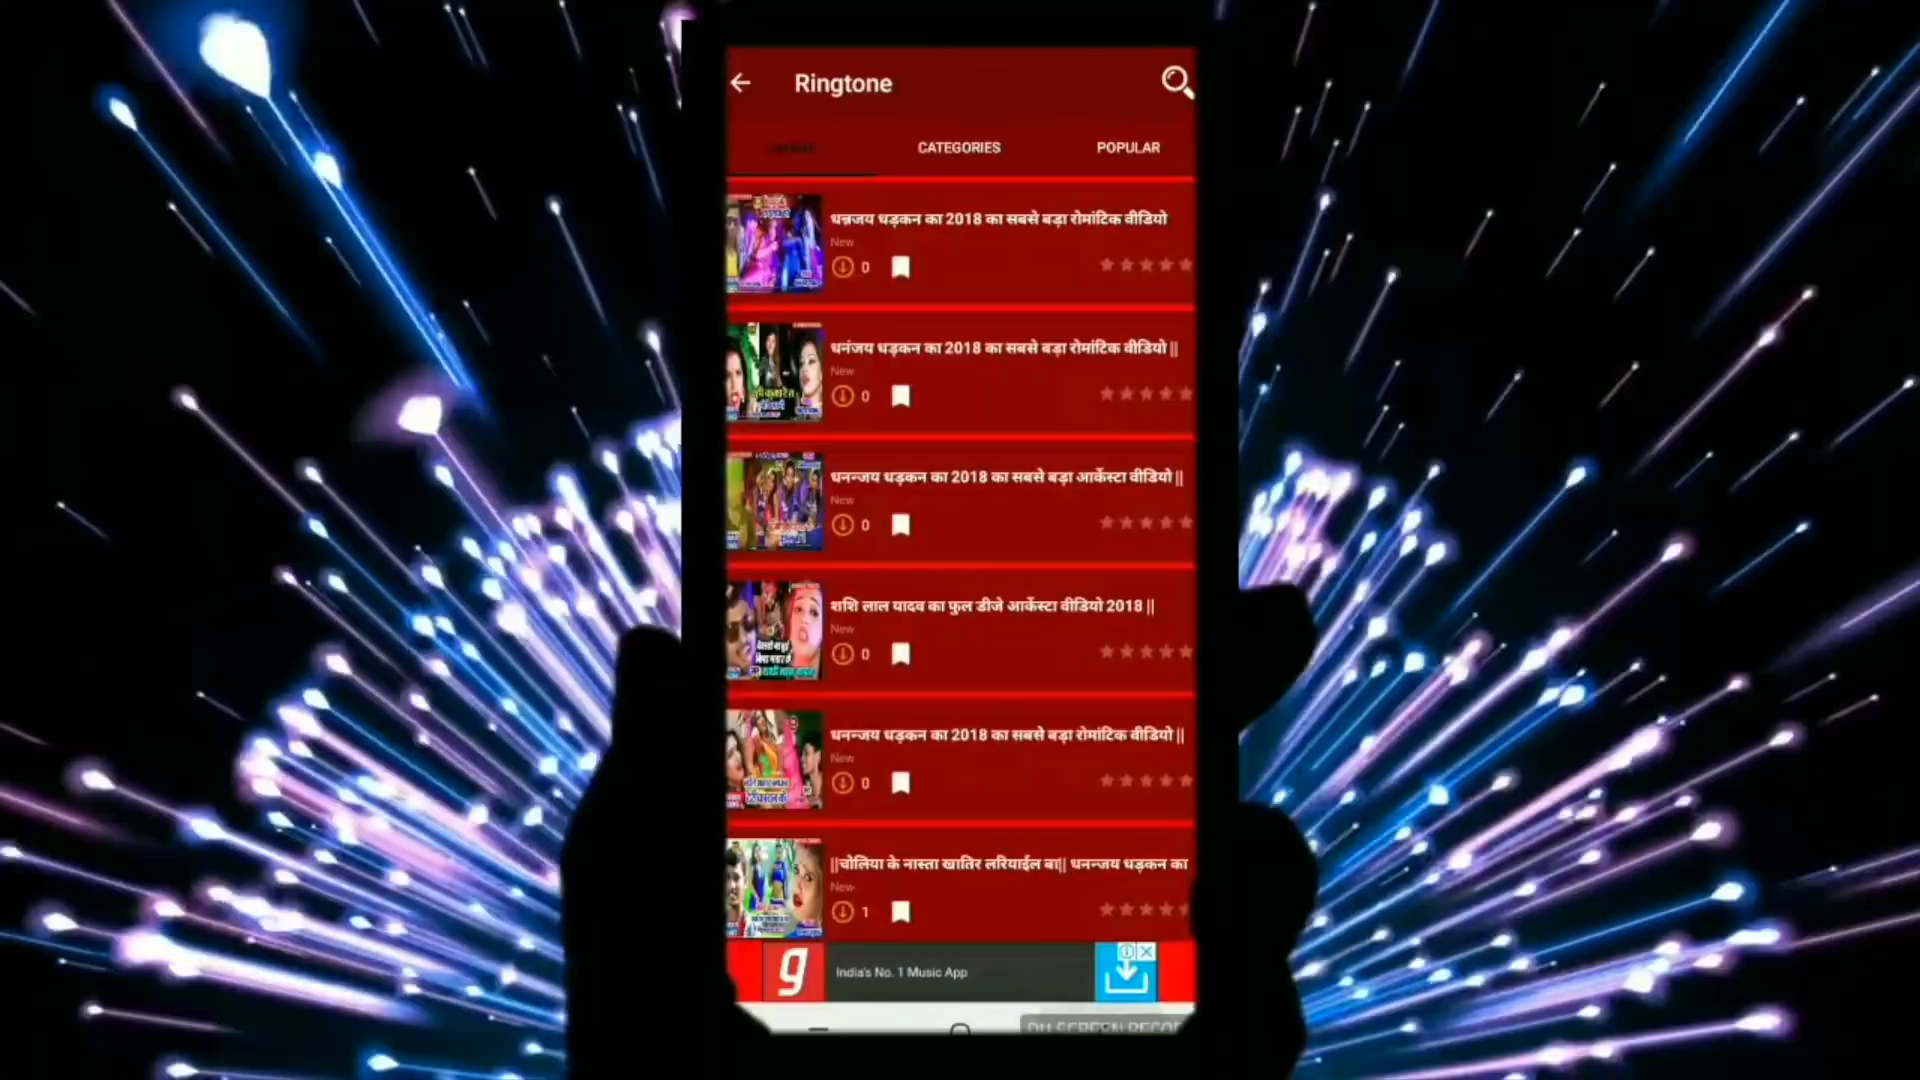 Ringtone
CATEGORIES
POPULAR
धन्नजय धड़कन का 2018 का सबसे बड़ा रोमांटिक वीडियो
New
0
धनंजय धड़कन का 2018 का सबसे बड़ा रोमांटिक वीडियो ||
New
0
धनन्जय धड़कन का 2018 का सबसे बड़ा आर्केस्टा वीडियो ||
New
0
शशि लाल यादव का फुल डीजे आर्केस्टा वीडियो 2018 ||
New
0
धनन्जय धड़कन का 2018 का सबसे बड़ा रोमांटिक वीडियो ||
New
0
||चोलिया के नास्ता खातिर लरियाईल बा|| धनन्जय धड़कन का
New
1
g
India's No. 1 Music App